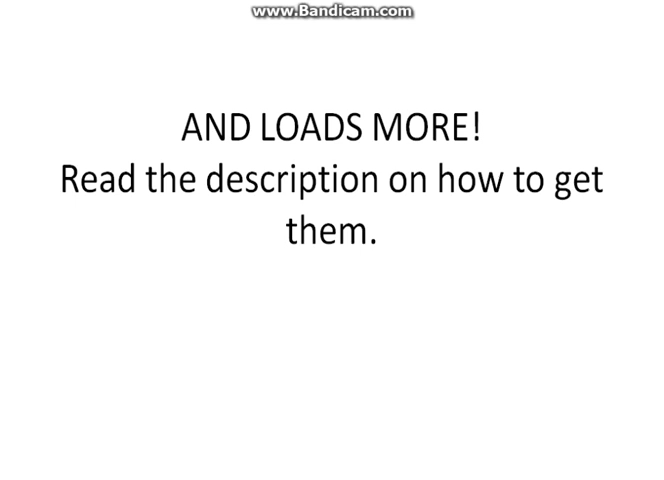 www.Bandicam.com
AND LOADS MORE!
Read the description on how to get
them.